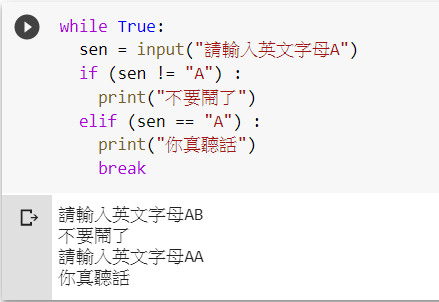 while True:
sen = input("請輸入英文字母A")
if (sen != "A") :
print("不要鬧了")
elif (sen == "A") :
print("你真聽話")
break
請輸入英文字母AB
不要鬧了
請輸入英文字母AA
你真聽話